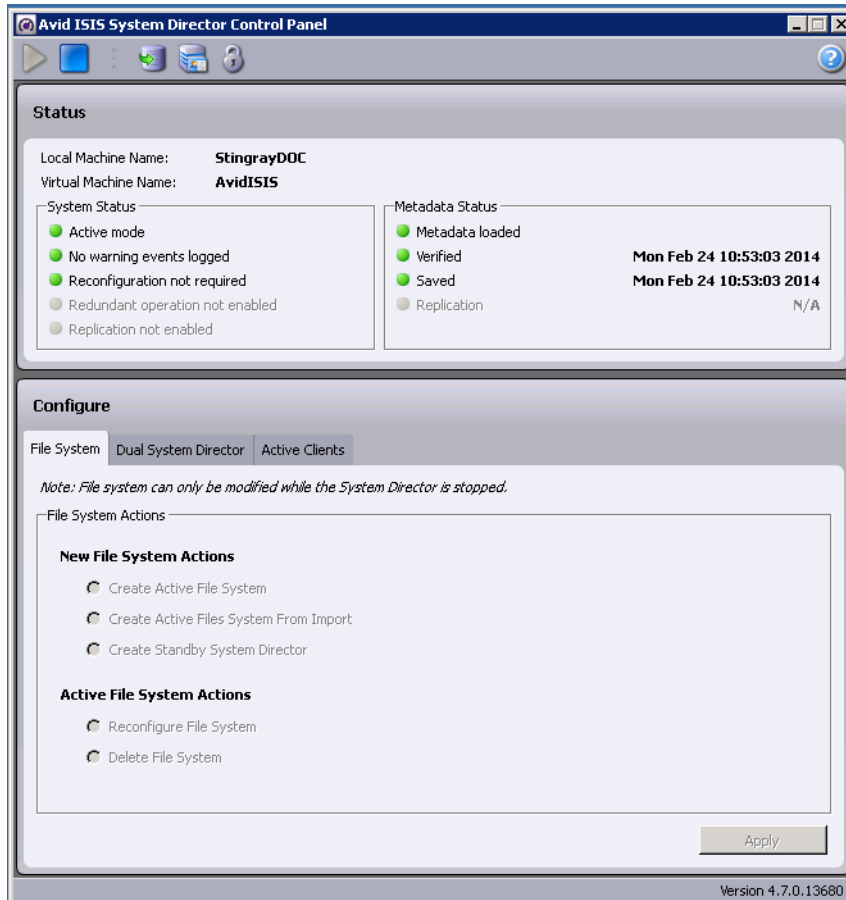 Avid ISIS System Director Control Panel
Status
Local Machine Name: StingrayDOC
Virtual Machine Name: AvidISIS
System Status
Active mode
No warning events logged
Reconfiguration not required
Redundant operation not enabled
Replication not enabled
Metadata Status
Metadata loaded
Verified Mon Feb 24 10:53:03 2014
Saved Mon Feb 24 10:53:03 2014
Replication N/A
Configure
File System Dual System Director Active Clients
Note: File system can only be modified while the System Director is stopped.
File System Actions
New File System Actions
Create Active File System
Create Active Files System From Import
Create Standby System Director
Active File System Actions
Reconfigure File System
Delete File System
Apply
Version 4.7.0.13680